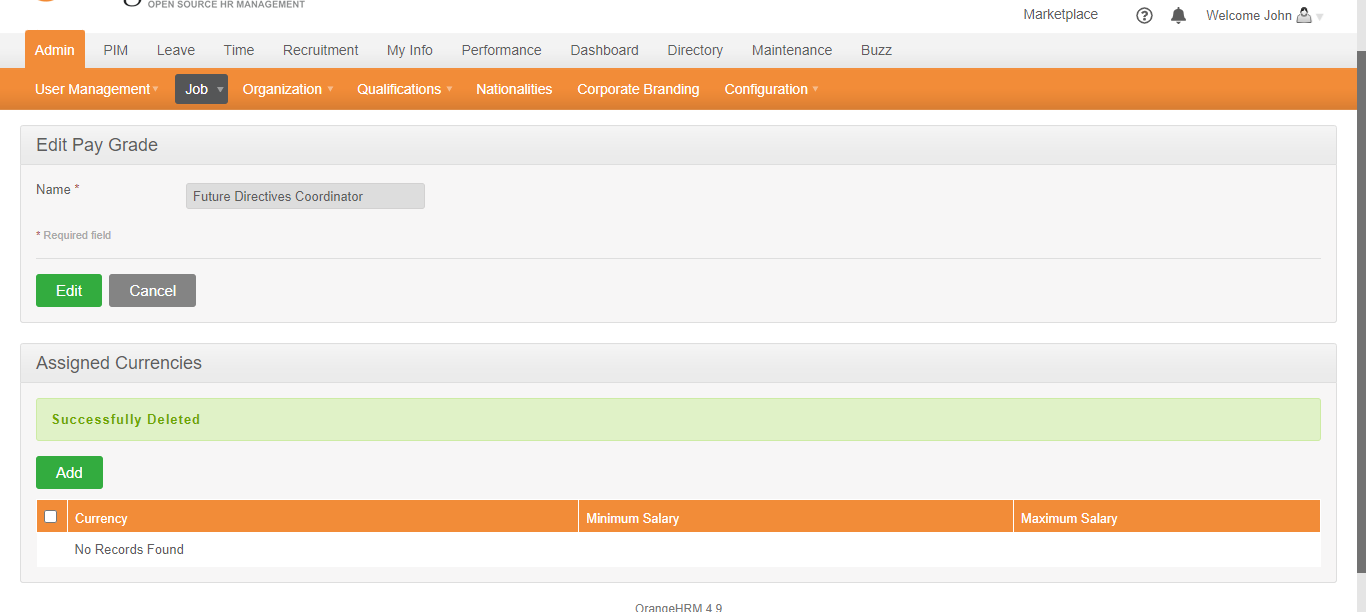 OPEN SOURCE HR MANAGEMENT
Marketplace
Welcome John
Admin PIM Leave Time Recruitment My Info Performance Dashboard Directory Maintenance Buzz
User Management Job Organization Qualifications Nationalities Corporate Branding Configuration
Edit Pay Grade
Name * Future Directives Coordinator
* Required field
Edit Cancel
Assigned Currencies
Successfully Deleted
Add
Currency Minimum Salary Maximum Salary
No Records Found
OrangeHRM 4.9